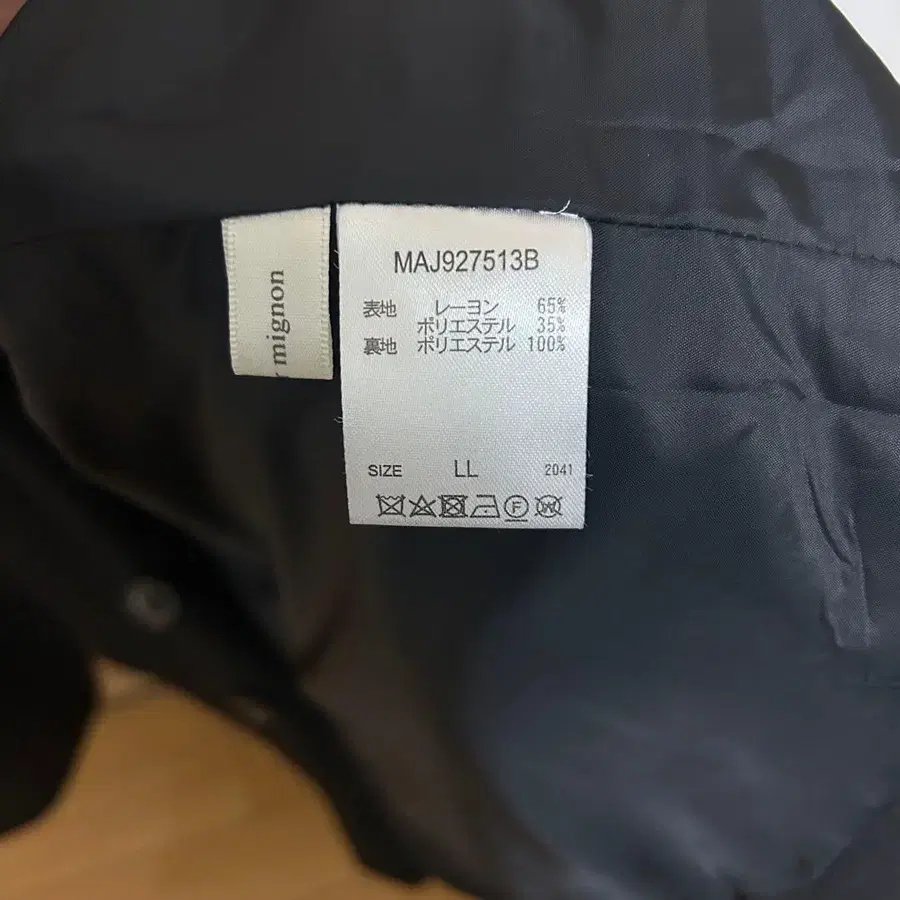 mignon
MAJ927513B
表地 レーヨン 65%
ポリエステル 35%
裏地 ポリエステル 100%
SIZE LL 2041
F W